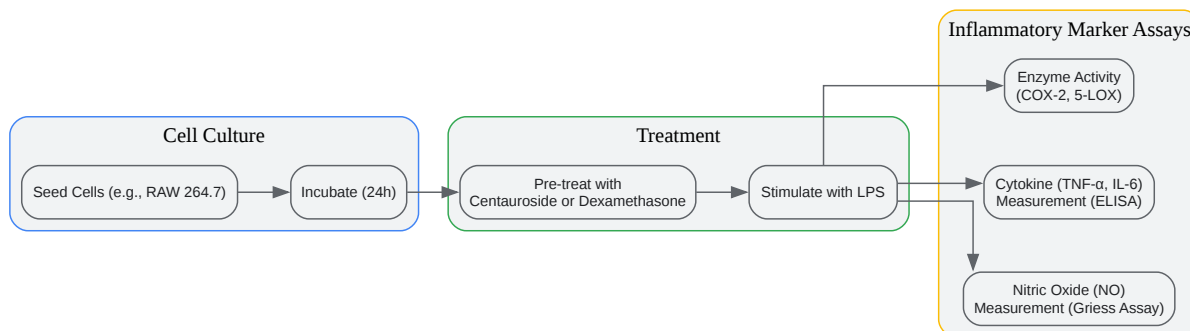 Cell Culture
Seed Cells (e.g., RAW 264.7)
Incubate (24h)
Treatment
Pre-treat with
Centauroside or Dexamethasone
Stimulate with LPS
Inflammatory Marker Assays
Enzyme Activity
(COX-2, 5-LOX)
Cytokine (TNF-α, IL-6)
Measurement (ELISA)
Nitric Oxide (NO)
Measurement (Griess Assay)